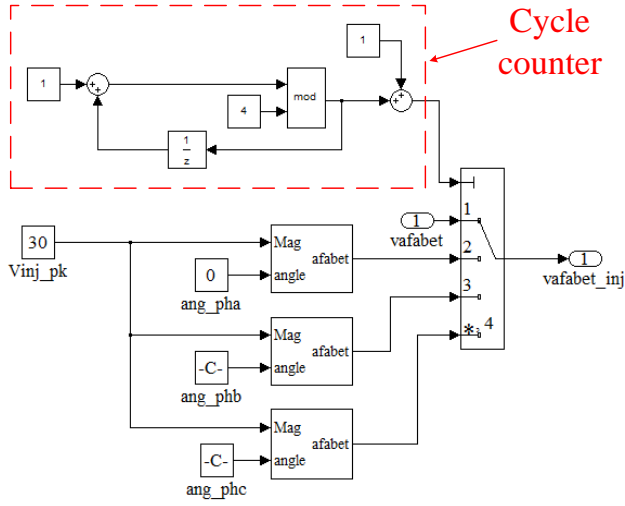 Cycle
counter
1
1
+
+
mod
+
+
4
1
z
1
1
vafabet
2
3
* 4
1
vafabet_inj
30
Vinj_pk
Mag
afabet
angle
0
ang_pha
Mag
afabet
angle
-C-
ang_phb
Mag
afabet
angle
-C-
ang_phc